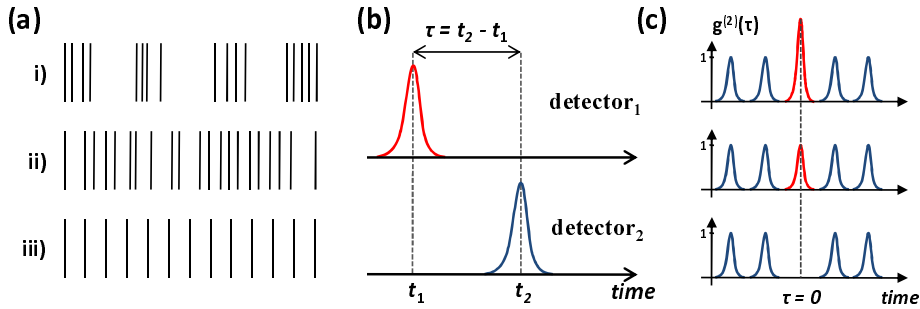 (a)
i)
ii)
iii)
(b)
τ = t₂ - t₁
detector₁
detector₂
t₁ t₂ time
(c)
g⁽²⁾(τ)
1
1
1
τ = 0 time